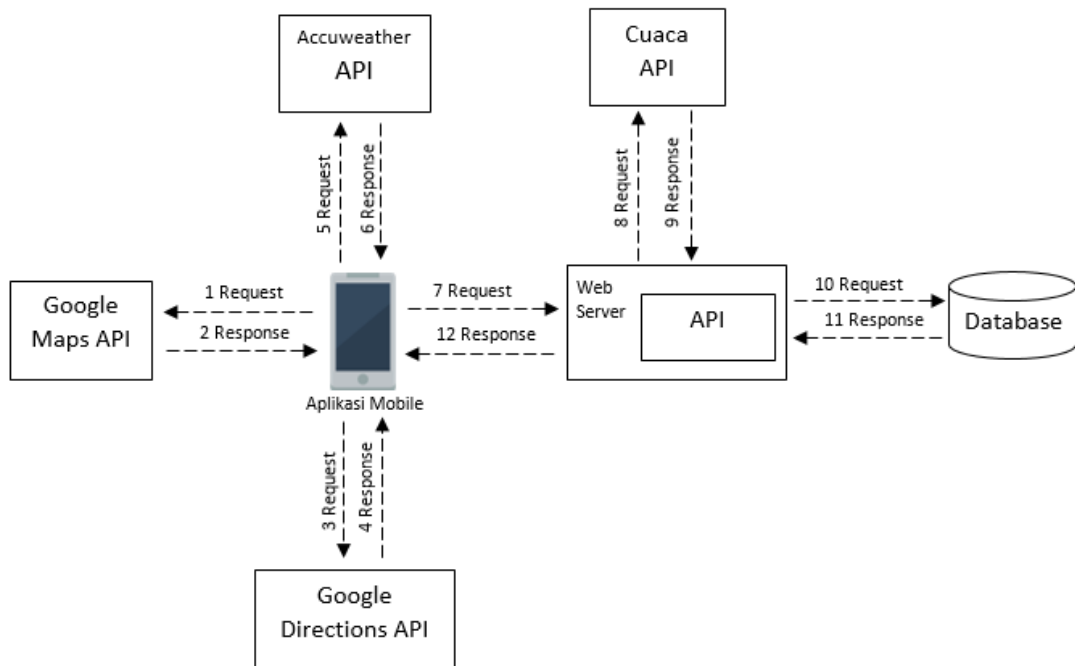 Accuweather
API
Cuaca
API
5 Request
6 Response
8 Request
9 Response
Google
Maps API
1 Request
2 Response
7 Request
12 Response
Web
Server
API
10 Request
11 Response
Database
Aplikasi Mobile
3 Request
4 Response
Google
Directions API